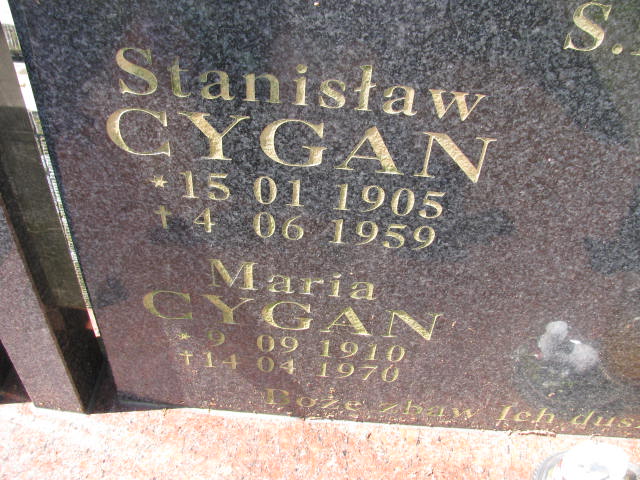 S.
Stanisław
CYGAN
* 15 01 1905
† 4 06 1959
Maria
CYGAN
* 9 09 1910
† 14 04 1970
Boże zbaw Ich dus